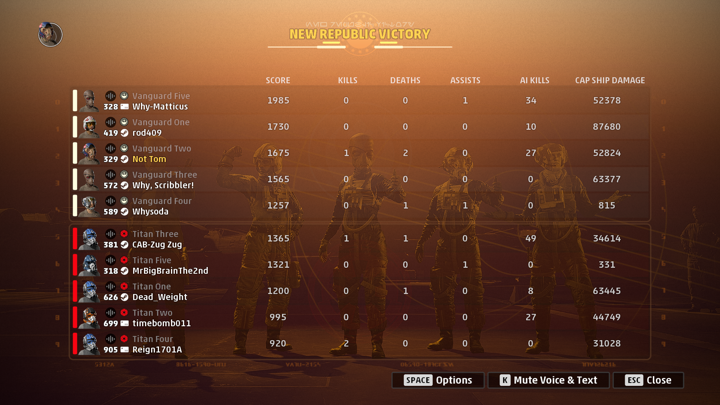 NEW REPUBLIC VICTORY
SCORE KILLS DEATHS ASSISTS AI KILLS CAP SHIP DAMAGE
Vanguard Five
328 Why-Matticus 1985 0 0 1 34 52378
Vanguard One
419 rod409 1730 0 0 0 10 87680
Vanguard Two
329 Not Tom 1675 1 2 0 27 52824
Vanguard Three
572 Why, Scribbler! 1565 0 0 0 0 63377
Vanguard Four
589 Whysoda 1257 0 1 1 0 815
Titan Three
381 CAB-Zug Zug 1365 1 1 0 49 34614
Titan Five
318 MrBigBrainThe2nd 1321 0 0 1 0 331
Titan One
626 Dead_Weight 1200 0 1 0 8 63445
Titan Two
699 timebomb011 995 0 0 0 27 44749
Titan Four
905 Reign1701A 920 2 0 0 0 31028
SPACE Options K Mute Voice & Text ESC Close